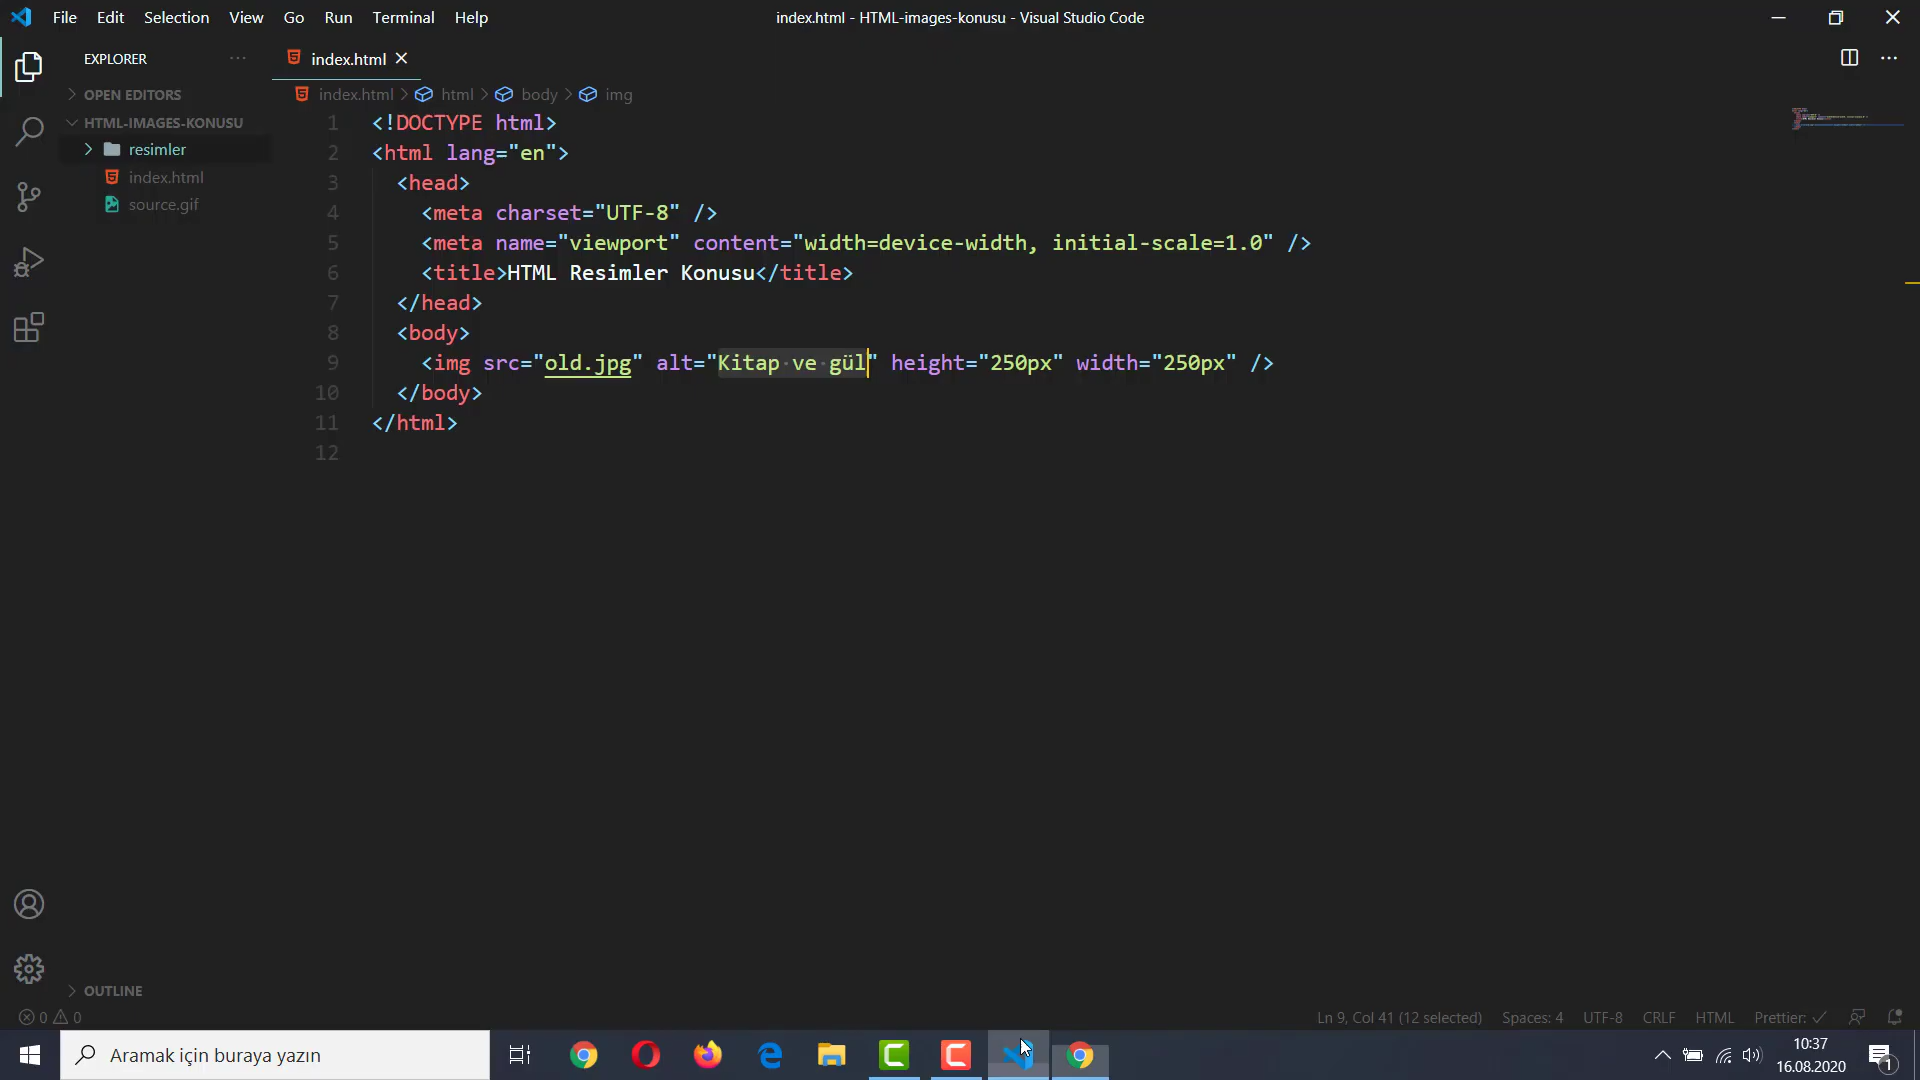 File Edit Selection View Go Run Terminal Help
index.html - HTML-images-konusu - Visual Studio Code
EXPLORER
index.html
OPEN EDITORS
index.html > html > body > img
HTML-IMAGES-KONUSU
resimler
index.html
source.gif
1 <!DOCTYPE html>
2 <html lang="en">
3 <head>
4 <meta charset="UTF-8" />
5 <meta name="viewport" content="width=device-width, initial-scale=1.0" />
6 <title>HTML Resimler Konusu</title>
7 </head>
8 <body>
9 <img src="old.jpg" alt="Kitap ve gül" height="250px" width="250px" />
10 </body>
11 </html>
12
OUTLINE
0 0
Ln 9, Col 41 (12 selected) Spaces: 4 UTF-8 CRLF HTML Prettier: ✓
Aramak için buraya yazın
10:37
16.08.2020
1